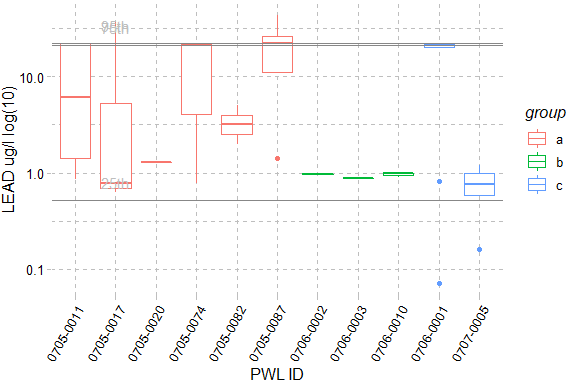 LEAD ug/l log(10)
10.0
1.0
0.1
25th
0705-0011
0705-0017
0705-0020
0705-0074
0705-0082
0705-0087
0706-0002
0706-0003
0706-0010
0706-0001
0707-0005
PWL ID
group
a
b
c